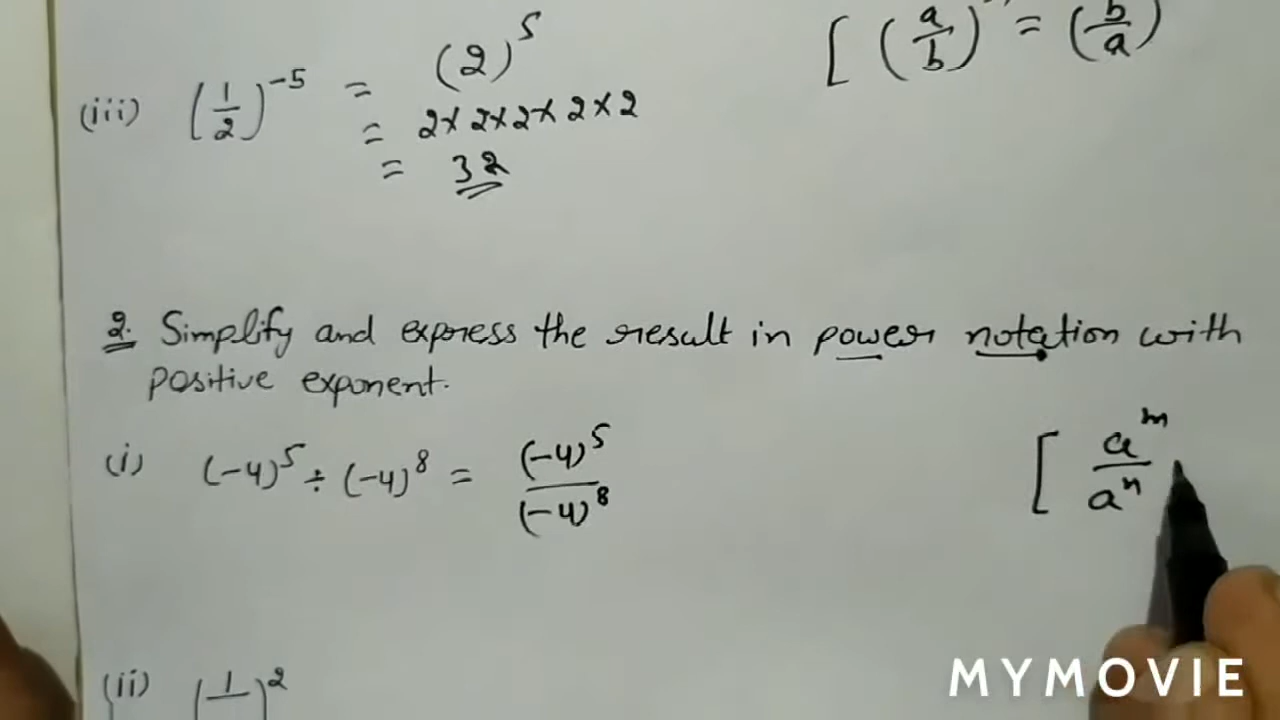 (iii) (1/2)^-5 = (2)^5 [ (a/b) = (b/a)
= 2×2×2×2×2
= 32
2. Simplify and express the result in power notation with
positive exponent.
(i) (-4)^5 ÷ (-4)^8 = (-4)^5/(-4)^8 [ a^m/a^n
(ii) (1/ )^2
MYMOVIE